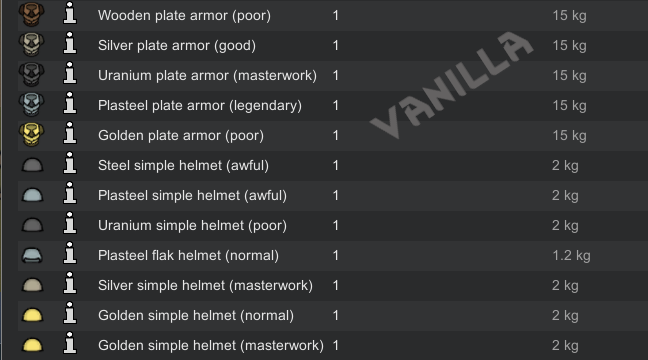 Wooden plate armor (poor) 1 15 kg
Silver plate armor (good) 1 15 kg
Uranium plate armor (masterwork) 1 15 kg
Plasteel plate armor (legendary) 1 15 kg
Golden plate armor (poor) 1 15 kg
Steel simple helmet (awful) 1 2 kg
Plasteel simple helmet (awful) 1 2 kg
Uranium simple helmet (poor) 1 2 kg
Plasteel flak helmet (normal) 1 1.2 kg
Silver simple helmet (masterwork) 1 2 kg
Golden simple helmet (normal) 1 2 kg
Golden simple helmet (masterwork) 1 2 kg
VANILLA